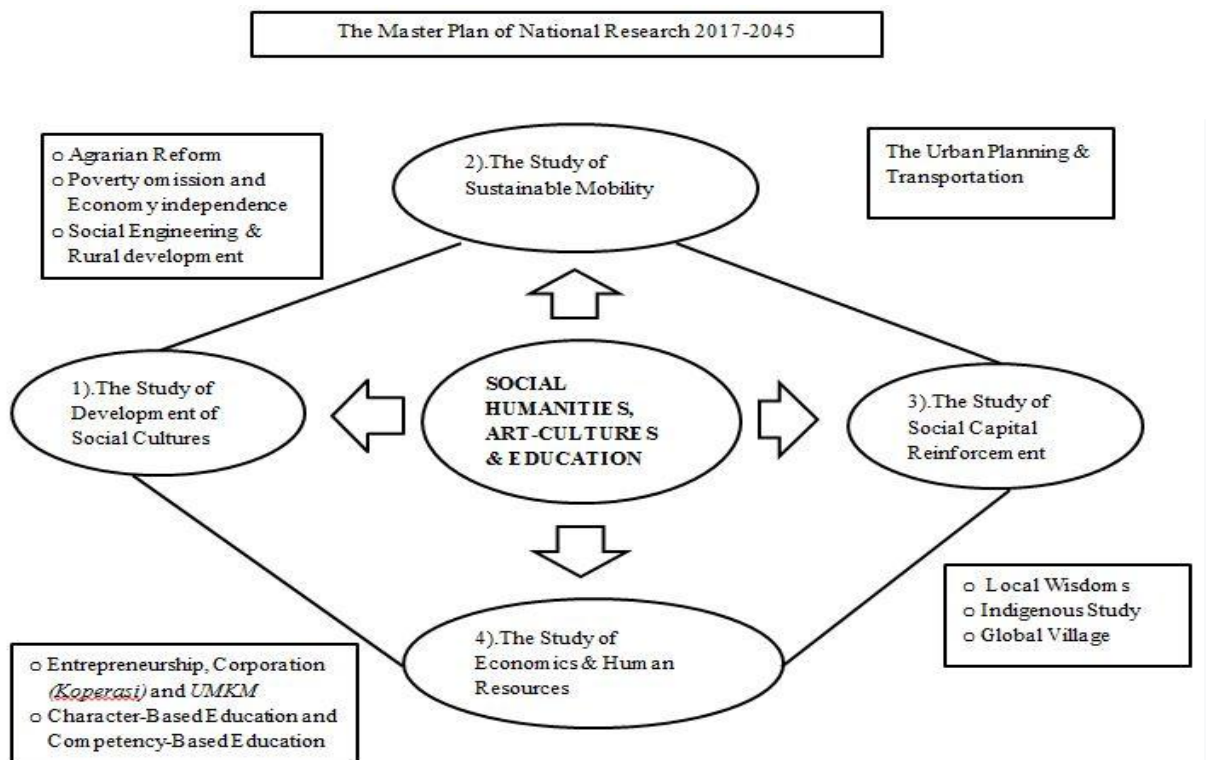 The Master Plan of National Research 2017-2045
o Agrarian Reform
o Poverty omission and
Economy independence
o Social Engineering &
Rural development
2).The Study of
Sustainable Mobility
The Urban Planning &
Transportation
1).The Study of
Development of
Social Cultures
SOCIAL
HUMANITIES,
ART-CULTURES
& EDUCATION
3).The Study of
Social Capital
Reinforcement
o Local Wisdoms
o Indigenous Study
o Global Village
4).The Study of
Economics & Human
Resources
o Entrepreneurship, Corporation
(Koperasi) and UMKM
o Character-Based Education and
Competency-Based Education